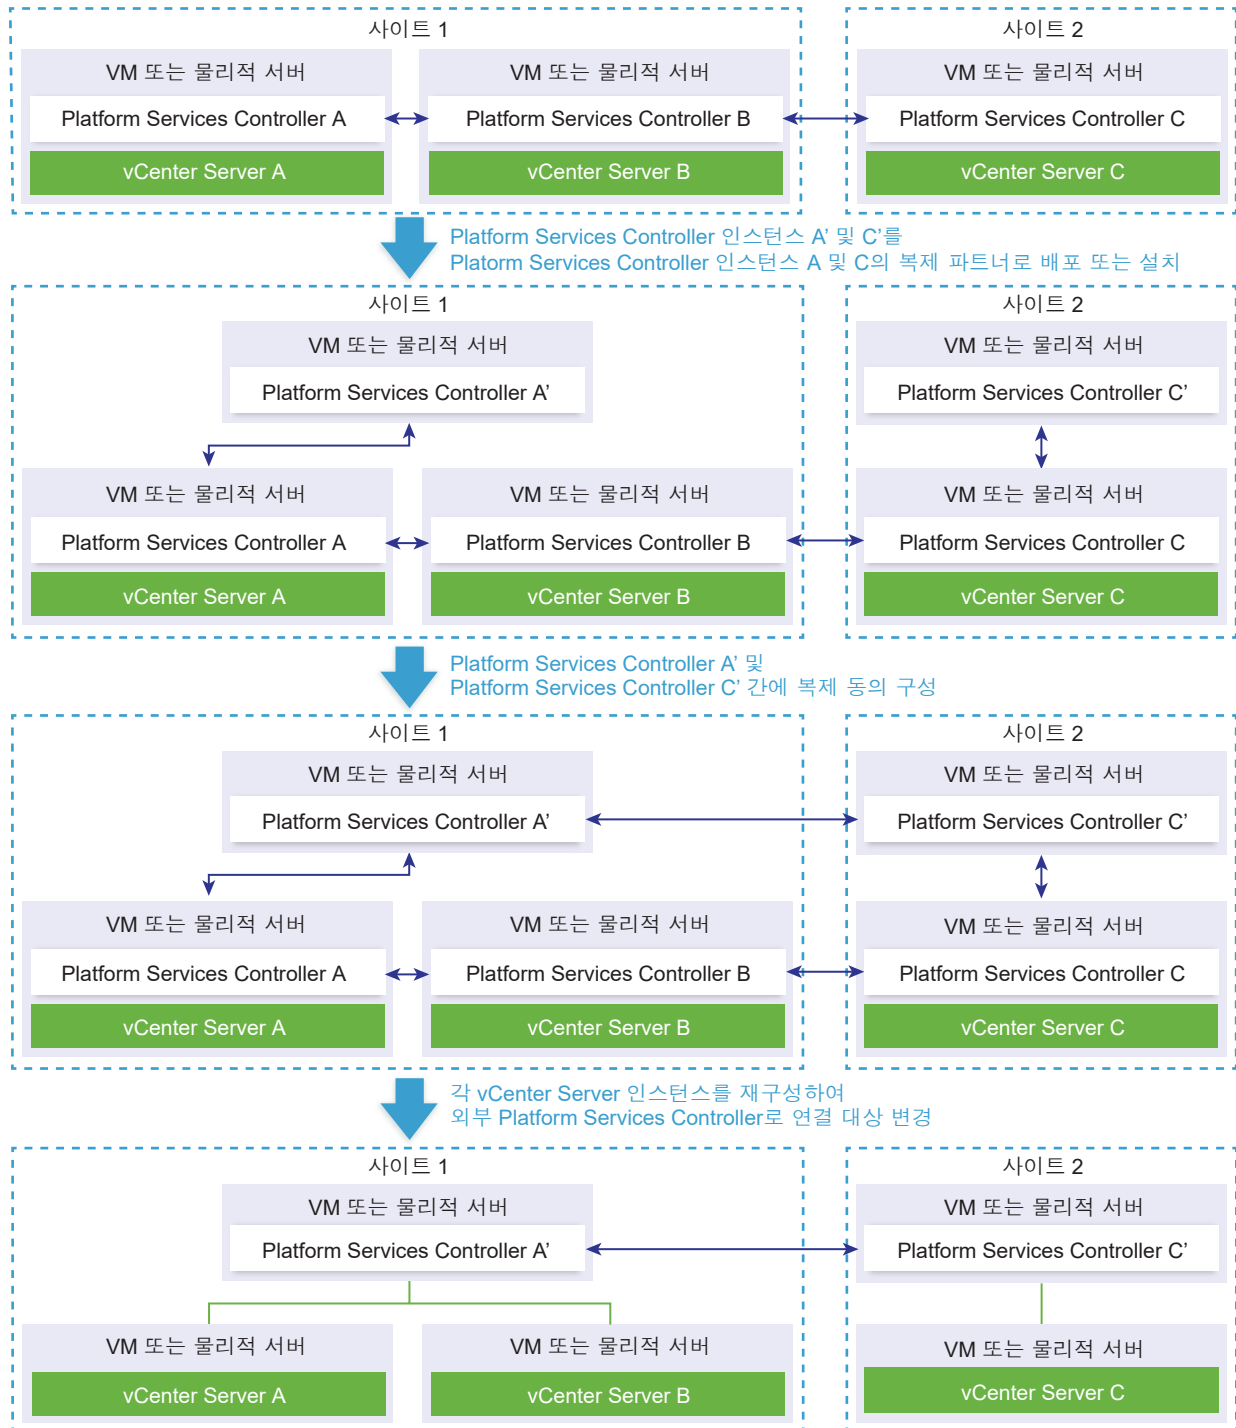 사이트 1
사이트 2
VM 또는 물리적 서버
VM 또는 물리적 서버
VM 또는 물리적 서버
Platform Services Controller A
Platform Services Controller B
Platform Services Controller C
vCenter Server A
vCenter Server B
vCenter Server C
Platform Services Controller 인스턴스 A’ 및 C’를
Platorm Services Controller 인스턴스 A 및 C의 복제 파트너로 배포 또는 설치
사이트 1
사이트 2
VM 또는 물리적 서버
VM 또는 물리적 서버
Platform Services Controller A’
Platform Services Controller C’
VM 또는 물리적 서버
VM 또는 물리적 서버
VM 또는 물리적 서버
Platform Services Controller A
Platform Services Controller B
Platform Services Controller C
vCenter Server A
vCenter Server B
vCenter Server C
Platform Services Controller A’ 및
Platform Services Controller C’ 간에 복제 동의 구성
사이트 1
사이트 2
VM 또는 물리적 서버
VM 또는 물리적 서버
Platform Services Controller A’
Platform Services Controller C’
VM 또는 물리적 서버
VM 또는 물리적 서버
VM 또는 물리적 서버
Platform Services Controller A
Platform Services Controller B
Platform Services Controller C
vCenter Server A
vCenter Server B
vCenter Server C
각 vCenter Server 인스턴스를 재구성하여
외부 Platform Services Controller로 연결 대상 변경
사이트 1
사이트 2
VM 또는 물리적 서버
VM 또는 물리적 서버
Platform Services Controller A’
Platform Services Controller C’
VM 또는 물리적 서버
VM 또는 물리적 서버
VM 또는 물리적 서버
vCenter Server A
vCenter Server B
vCenter Server C